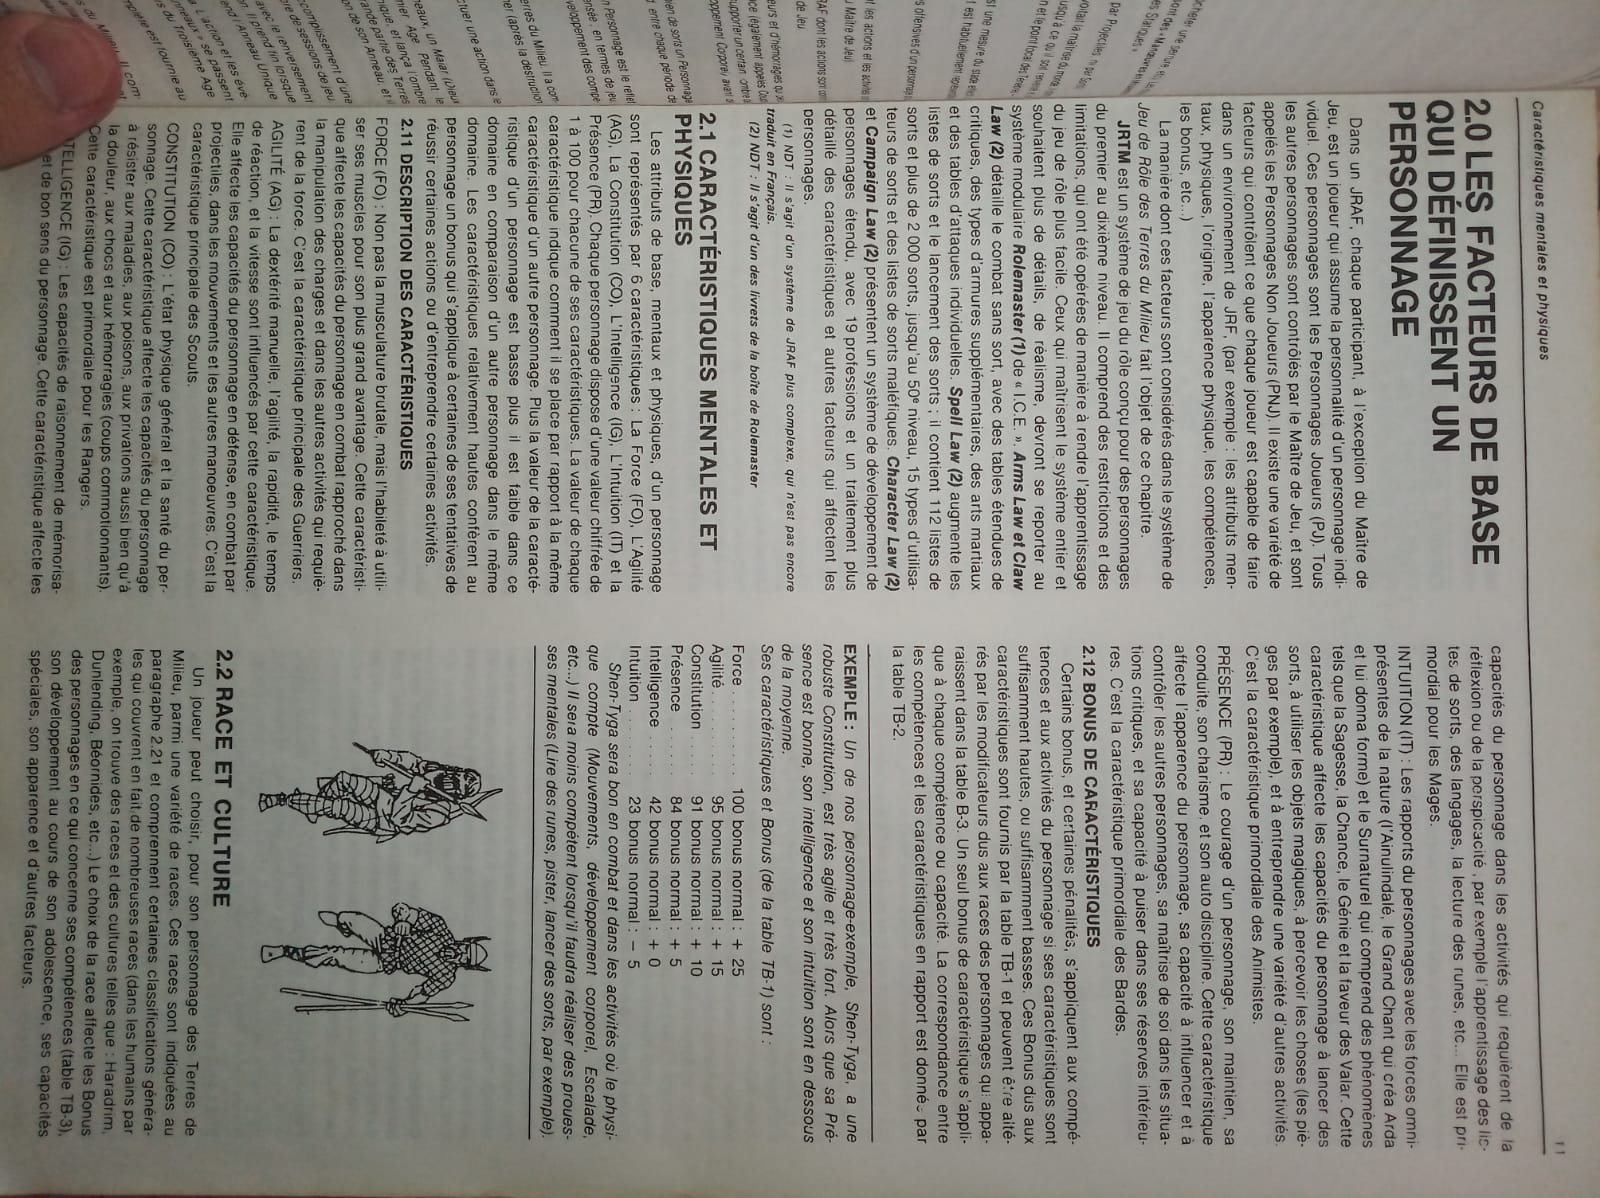 Caractéristiques mentales et physiques
11
2.0 LES FACTEURS DE BASE
QUI DÉFINISSENT UN
PERSONNAGE
Dans un JRAF, chaque participant, à l'exception du Maître de
Jeu, est un joueur qui assume la personnalité d'un personnage indi-
viduel. Ces personnages sont les Personnages Joueurs (PJ). Tous
les autres personnages sont contrôlés par le Maître de Jeu, et sont
appelés les Personnages Non Joueurs (PNJ). Il existe une variété de
facteurs qui contrôlent ce que chaque joueur est capable de faire
dans un environnement de JRF, (par exemple : les attributs men-
taux, physiques, l'origine, l'apparence physique, les compétences,
les bonus, etc...)
La manière dont ces facteurs sont considérés dans le système de
Jeu de Rôle des Terres du Milieu fait l'objet de ce chapitre.
JRTM est un système de jeu du rôle conçu pour des personnages
du premier au dixième niveau. Il comprend des restrictions et des
limitations, qui ont été opérées de manière à rendre l'apprentissage
du jeu de rôle plus facile. Ceux qui maîtrisent le système entier et
souhaitent plus de détails, de réalisme, devront se reporter au
système modulaire Rolemaster (1) de « I.C.E. ». Arms Law et Claw
Law (2) détaille le combat sans sort, avec des tables étendues de
critiques, des types d'armures supplémentaires, des arts martiaux
et des tables d'attaques individuelles. Spell Law (2) augmente les
listes de sorts et le lancement des sorts ; il contient 112 listes de
sorts et plus de 2 000 sorts, jusqu'au 50e niveau, 15 types d'utilisa-
teurs de sorts et des listes de sorts maléfiques. Character Law (2)
et Campaign Law (2) présentent un système de développement de
personnages étendu, avec 19 professions et un traitement plus
détaillé des caractéristiques et autres facteurs qui affectent les
personnages.
(1) NDT : Il s'agit d'un système de JRAF plus complexe, qui n'est pas encore
traduit en Français.
(2) NDT : Il s'agit d'un des livrets de la boîte de Rolemaster
2.1 CARACTÉRISTIQUES MENTALES ET
PHYSIQUES
Les attributs de base, mentaux et physiques, d'un personnage
sont représentés par 6 caractéristiques : La Force (FO), L'Agilité
(AG), La Constitution (CO), L'Intelligence (IG), L'Intuition (IT) et la
Présence (PR). Chaque personnage dispose d'une valeur chiffrée de
1 à 100 pour chacune de ses caractéristiques. La valeur de chaque
caractéristique indique comment il se place par rapport à la même
caractéristique d'un autre personnage. Plus la valeur de la caracté-
ristique d'un personnage est basse plus il est faible dans ce
domaine en comparaison d'un autre personnage dans le même
domaine. Les caractéristiques relativement hautes confèrent au
personnage un bonus qui s'applique à certaines de ses tentatives de
réussir certaines actions ou d'entreprendre certaines activités.
2.11 DESCRIPTION DES CARACTÉRISTIQUES
FORCE (FO) : Non pas la musculature brutale, mais l'habileté à utili-
ser ses muscles pour son plus grand avantage. Cette caractéristi-
que affecte les capacités du personnage en combat rapproché dans
la manipulation des charges et dans les autres activités qui requiè-
rent de la force. C'est la caractéristique principale des Guerriers.
AGILITÉ (AG) : La dextérité manuelle, l'agilité, la rapidité, le temps
de réaction, et la vitesse sont influencés par cette caractéristique.
Elle affecte les capacités du personnage en défense, en combat par
projectiles, dans les mouvements et les autres manoeuvres. C'est la
caractéristique principale des Scouts.
CONSTITUTION (CO) : L'état physique général et la santé du per-
sonnage. Cette caractéristique affecte les capacités du personnage
à résister aux maladies, aux poisons, aux privations aussi bien qu'à
la douleur, aux chocs et aux hémorragies (coups commotionnants).
Cette caractéristique est primordiale pour les Rangers.
TELLIGENCE (IG) : Les capacités de raisonnement de mémorisa-
et de bon sens du personnage. Cette caractéristique affecte les
capacités du personnage dans les activités qui requièrent de la
réflexion ou de la perspicacité , par exemple l'apprentissage des lis-
tes de sorts, des langages, la lecture des runes, etc... Elle est pri-
mordial pour les Mages.
INTUITION (IT) : Les rapports du personnages avec les forces omni-
présentes de la nature (l'Ainulindalé, le Grand Chant qui créa Arda
et lui donna forme) et le Surnaturel qui comprend des phénomènes
tels que la Sagesse, la Chance, le Génie et la faveur des Valar. Cette
caractéristique affecte les capacités du personnage à lancer des
sorts, à utiliser les objets magiques, à percevoir les choses (les piè-
ges par exemple), et à entreprendre une variété d'autres activités.
C'est la caractéristique primordiale des Animistes.
PRÉSENCE (PR) : Le courage d'un personnage, son maintien, sa
conduite, son charisme, et son auto discipline. Cette caractéristique
affecte l'apparence du personnage, sa capacité à influencer et à
contrôler les autres personnages, sa maîtrise de soi dans les situa-
tions critiques, et sa capacité à puiser dans ses réserves intérieu-
res. C'est la caractéristique primordiale des Bardes.
2.12 BONUS DE CARACTÉRISTIQUES
Certains bonus, et certaines pénalités, s'appliquent aux compé-
tences et aux activités du personnage si ses caractéristiques sont
suffisamment hautes, ou suffisamment basses. Ces Bonus dus aux
caractéristiques sont fournis par la table TB-1 et peuvent être alté-
rés par les modificateurs dus aux races des personnages qui appa-
raissent dans la table B-3. Un seul bonus de caractéristique s'appli-
que à chaque compétence ou capacité. La correspondance entre
les compétences et les caractéristiques en rapport est donnée par
la table TB-2.
EXEMPLE : Un de nos personnage-exemple, Shen-Tyga, a une
robuste Constitution, est très agile et très fort. Alors que sa Pré-
sence est bonne, son intelligence et son intuition sont en dessous
de la moyenne.
Ses caractéristiques et Bonus (de la table TB-1) sont :
Force . . . . . . . . . . 100 bonus normal : + 25
Agilité . . . . . . . . . . 95 bonus normal : + 15
Constitution . . . . . 91 bonus normal : + 10
Présence . . . . . . 84 bonus normal : + 5
Intelligence . . . . . 42 bonus normal : + 0
Intuition . . . . . . . . 23 bonus normal : − 5
Shen-Tyga sera bon en combat et dans les activités où le physi-
que compte (Mouvements, développement corporel, Escalade,
etc...) Il sera moins compétent lorsqu'il faudra réaliser des proues-
ses mentales (Lire des runes, pister, lancer des sorts, par exemple).
2.2 RACE ET CULTURE
Un joueur peut choisir, pour son personnage des Terres de
Milieu, parmi une variété de races. Ces races sont indiquées au
paragraphe 2.21 et comprennent certaines classifications généra-
les qui couvrent en fait de nombreuses races (dans les humains par
exemple, on trouve des races et des cultures telles que : Haradrim,
Dunlending, Béornides, etc...) Le choix de la race affecte les Bonus
des personnages en ce qui concerne ses compétences (table TB-3),
son développement au cours de son adolescence, ses capacités
spéciales, son apparence et d'autres facteurs.